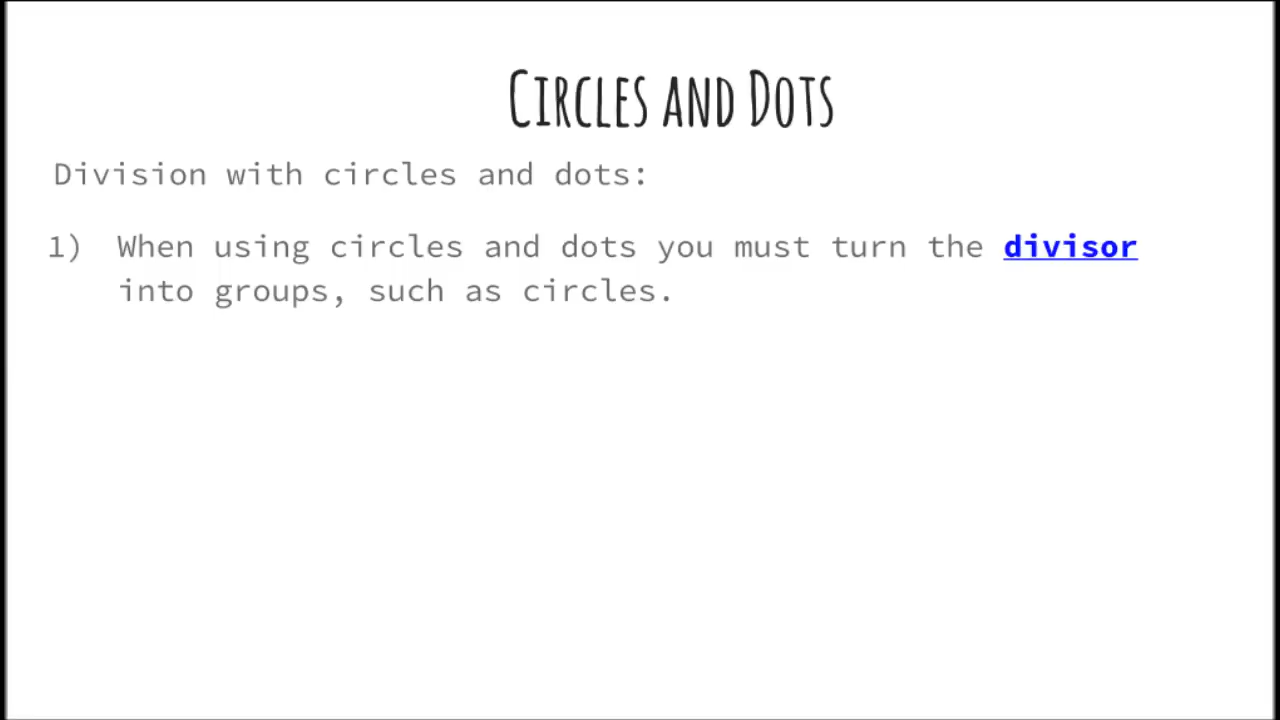 Circles and Dots
Division with circles and dots:
1) When using circles and dots you must turn the divisor
into groups, such as circles.